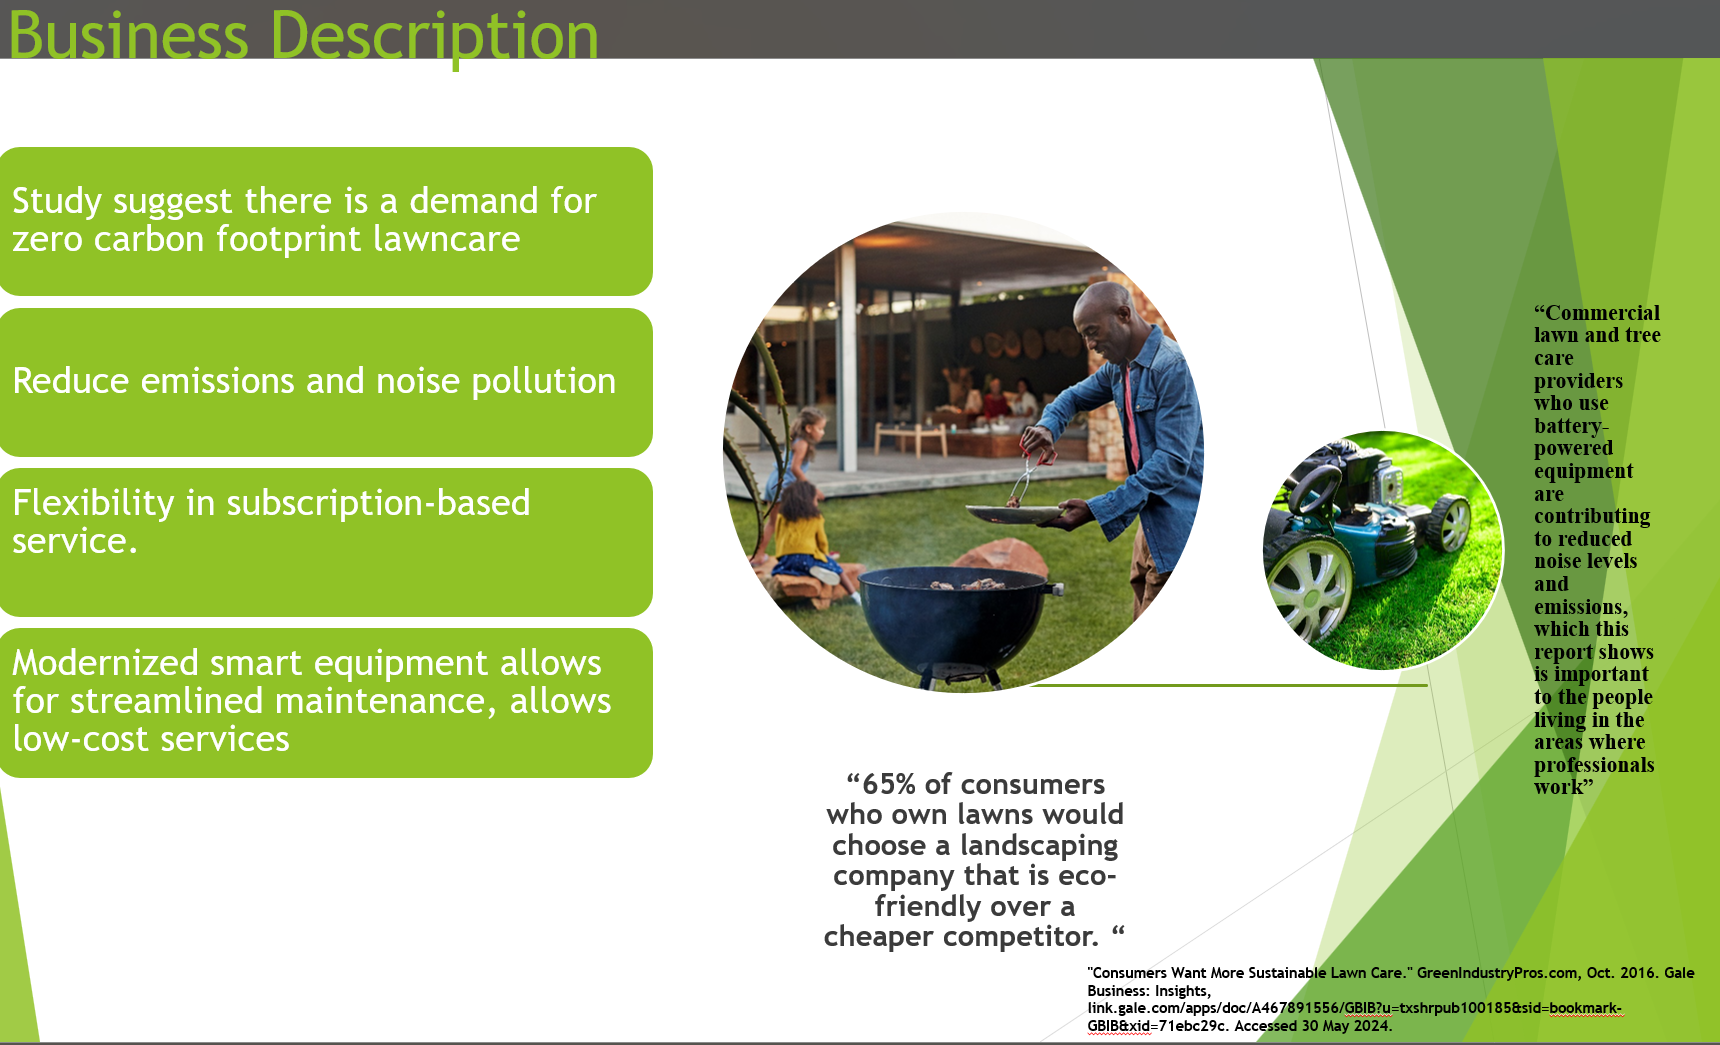 Business Description
Study suggest there is a demand for
zero carbon footprint lawncare
Reduce emissions and noise pollution
Flexibility in subscription-based
service.
Modernized smart equipment allows
for streamlined maintenance, allows
low-cost services
“65% of consumers
who own lawns would
choose a landscaping
company that is eco-
friendly over a
cheaper competitor. “
“Commercial
lawn and tree
care
providers
who use
battery-
powered
equipment
are
contributing
to reduced
noise levels
and
emissions,
which this
report shows
is important
to the people
living in the
areas where
professionals
work”
"Consumers Want More Sustainable Lawn Care." GreenIndustryPros.com, Oct. 2016. Gale
Business: Insights,
link.gale.com/apps/doc/A467891556/GBIB?u=txshrpub100185&sid=bookmark-
GBIB&xid=71ebc29c. Accessed 30 May 2024.